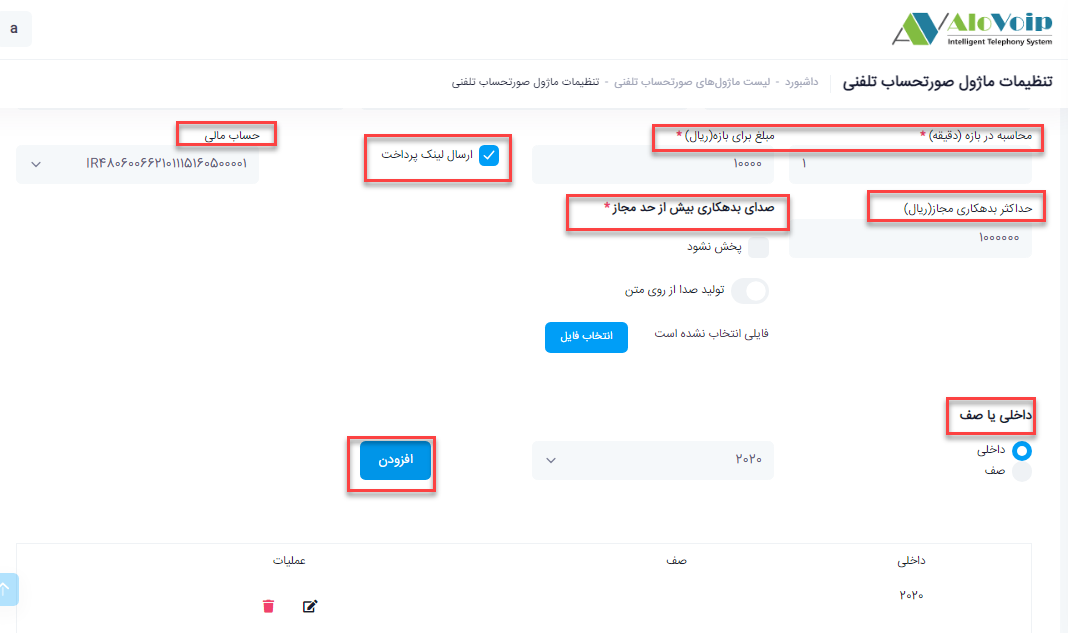 a
AloVoip
Intelligent Telephony System
تنظیمات ماژول صورتحساب تلفنی
داشبورد - لیست ماژول‌های صورتحساب تلفنی - تنظیمات ماژول صورتحساب تلفنی
محاسبه در بازه (دقیقه) *
۱
مبلغ برای بازه(ریال) *
۱۰۰۰۰
ارسال لینک پرداخت
حساب مالی
IR۴۸۰۶۰۰۶۶۲۱۰۱۱۱۵۱۶۰۵۰۰۰۰۱
حداکثر بدهکاری مجاز(ریال)
۱۰۰۰۰۰۰
صدای بدهکاری بیش از حد مجاز *
پخش نشود
تولید صدا از روی متن
فایلی انتخاب نشده است
انتخاب فایل
داخلی یا صف
داخلی
صف
۲۰۲۰
افزودن
داخلی صف عملیات
۲۰۲۰